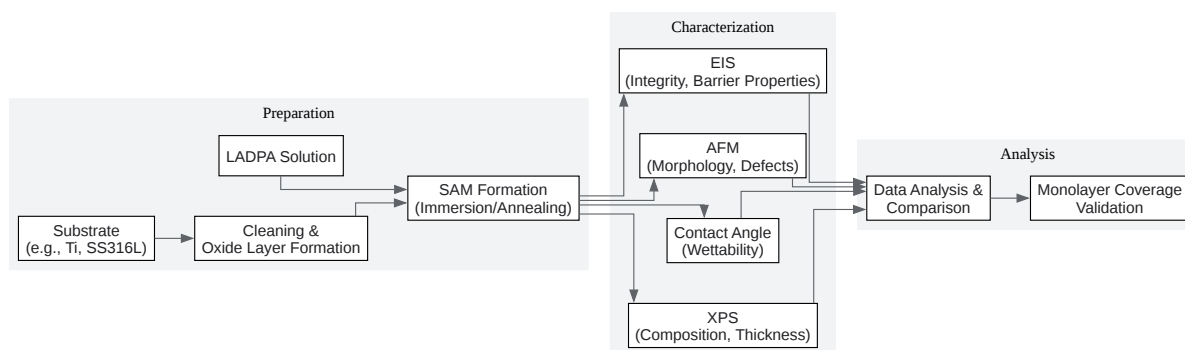 Preparation
LADPA Solution
Substrate
(e.g., Ti, SS316L)
Cleaning &
Oxide Layer Formation
SAM Formation
(Immersion/Annealing)
Characterization
EIS
(Integrity, Barrier Properties)
AFM
(Morphology, Defects)
Contact Angle
(Wettability)
XPS
(Composition, Thickness)
Analysis
Data Analysis &
Comparison
Monolayer Coverage
Validation